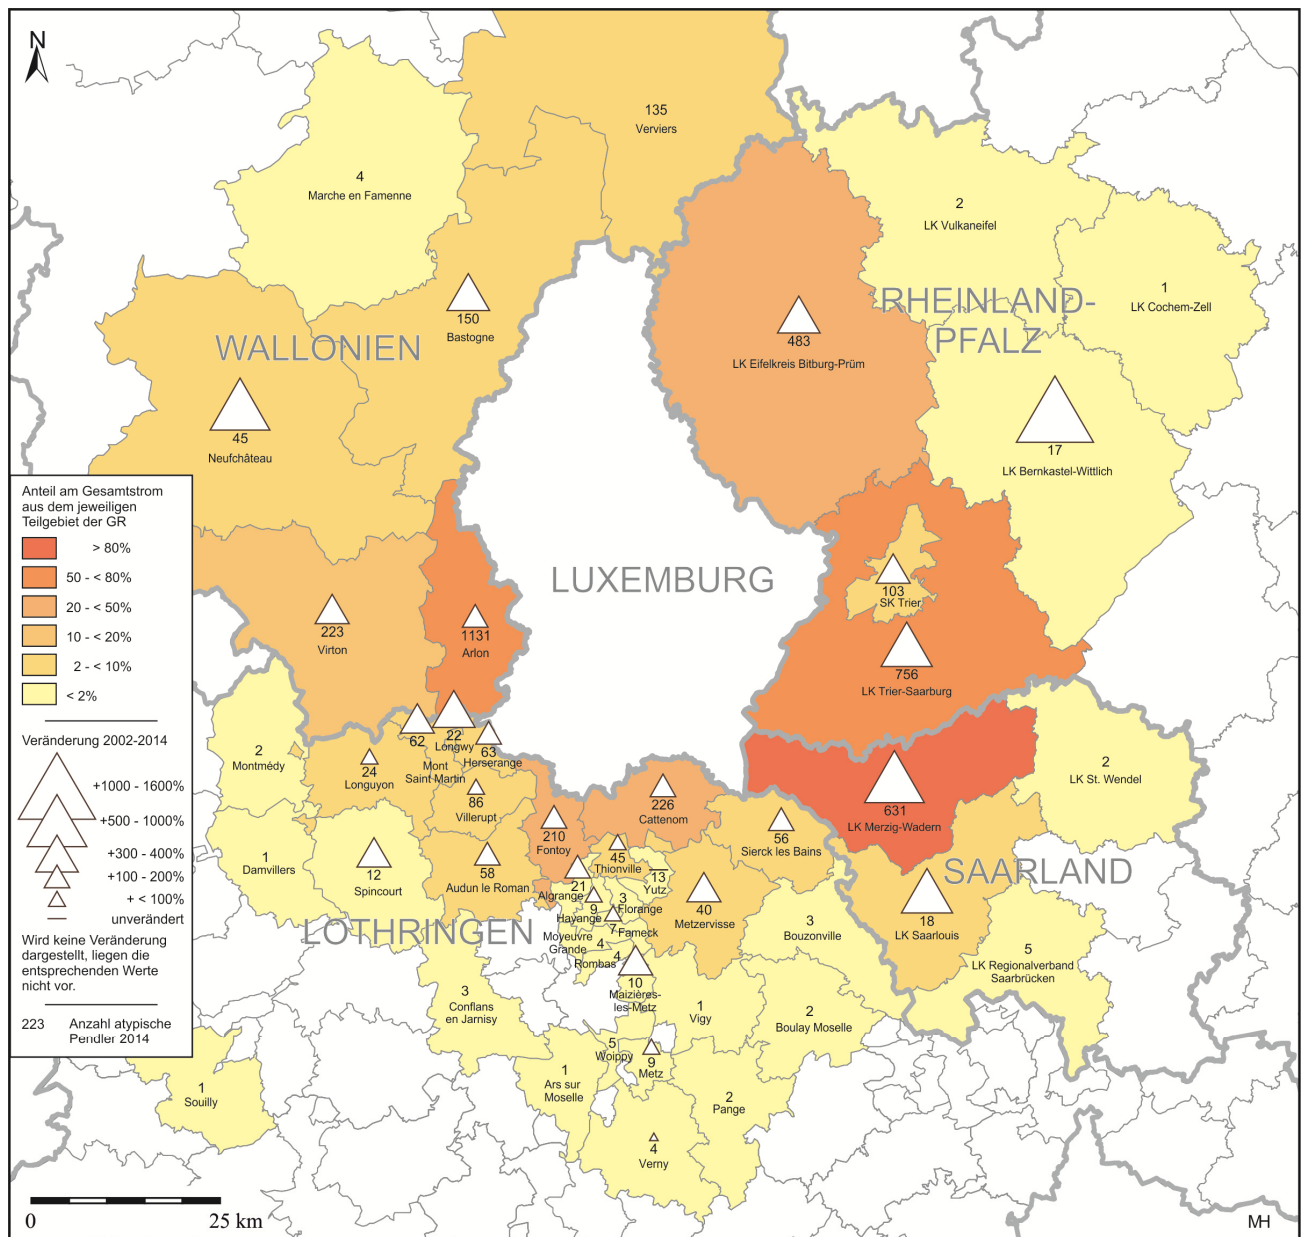 N
135
Verviers
4
Marche en Famenne
2
LK Vulkaneifel
1
LK Cochem-Zell
RHEINLAND-
PFALZ
150
Bastogne
WALLONIEN
483
LK Eifelkreis Bitburg-Prüm
45
Neufchâteau
17
LK Bernkastel-Wittlich
LUXEMBURG
103
SK Trier
223
Virton
1131
Arlon
756
LK Trier-Saarburg
Anteil am Gesamtstrom
aus dem jeweiligen
Teilgebiet der GR
> 80%
50 - < 80%
20 - < 50%
10 - < 20%
2 - < 10%
< 2%
Veränderung 2002-2014
+1000 - 1600%
+500 - 1000%
+300 - 400%
+100 - 200%
+ < 100%
unverändert
Wird keine Veränderung
dargestellt, liegen die
entsprechenden Werte
nicht vor.
223 Anzahl atypische
Pendler 2014
2
Montmédy
62
Mont
Saint Martin
22
Longwy
63
Herserange
24
Longuyon
86
Villerupt
226
Cattenom
631
LK Merzig-Wadern
2
LK St. Wendel
210
Fontoy
56
Sierck les Bains
SAARLAND
1
Damvillers
12
Spincourt
58
Audun le Roman
45
Thionville
13
Yutz
21
Algrange
9
Hayange
3
Florange
7
Fameck
40
Metzervisse
3
Bouzonville
18
LK Saarlouis
5
LK Regionalverband
Saarbrücken
LOTHRINGEN
Moyeuvre
Grande
4
Rombas
4
10
Maizières-
les-Metz
3
Conflans
en Jarnisy
1
Vigy
2
Boulay Moselle
5
Woippy
9
Metz
1
Ars sur
Moselle
2
Pange
1
Souilly
4
Verny
0 25 km
MH